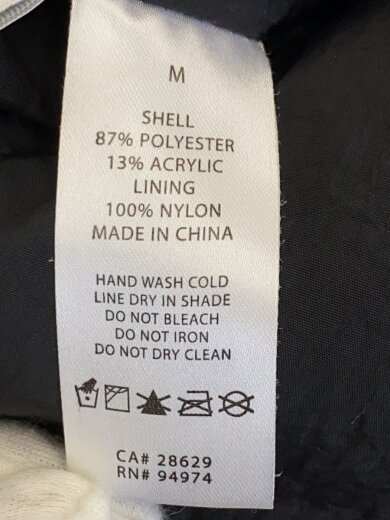 M
SHELL
87% POLYESTER
13% ACRYLIC
LINING
100% NYLON
MADE IN CHINA
HAND WASH COLD
LINE DRY IN SHADE
DO NOT BLEACH
DO NOT IRON
DO NOT DRY CLEAN
CA# 28629
RN# 94974